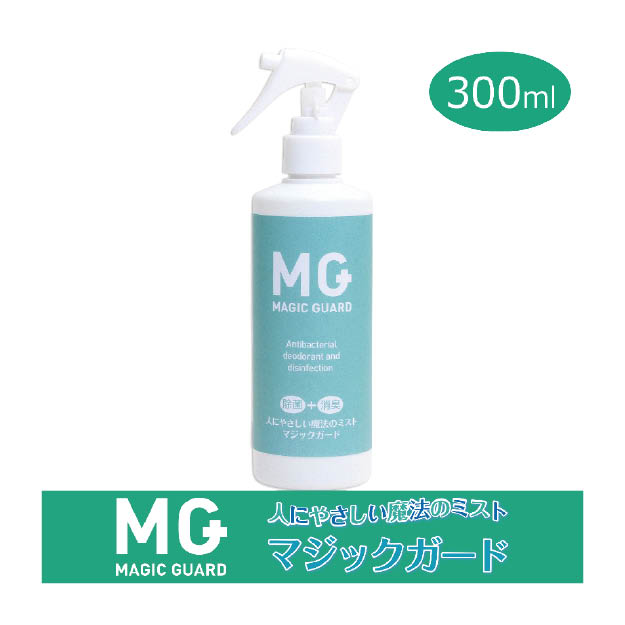 300ml
MG
MAGIC GUARD
Antibacterial
deodorant and
disinfection
除菌+消臭
人にやさしい魔法のミスト
マジックガード
MG
MAGIC GUARD
人にやさしい魔法のミスト
マジックガード